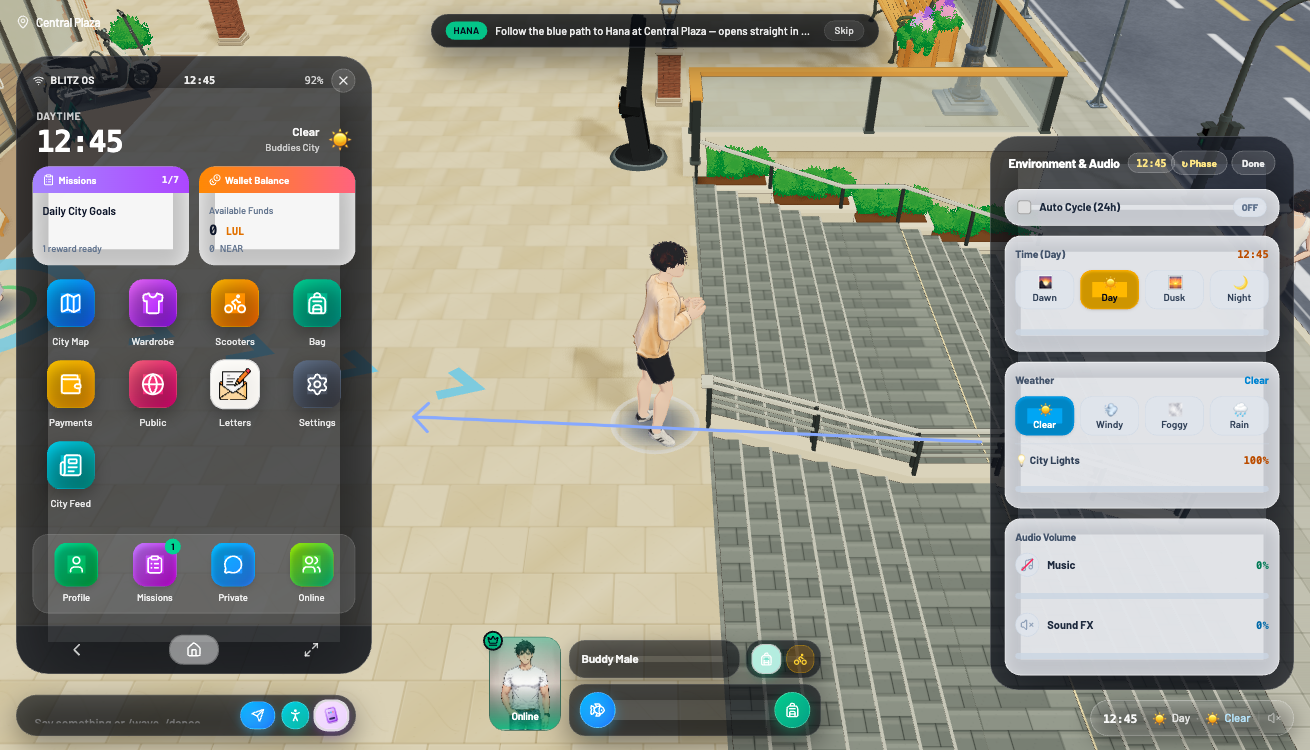 Central Plaza
HANA Follow the blue path to Hana at Central Plaza — opens straight in ... Skip
BLITZ OS 12:45 92%
DAYTIME
12:45
Clear
Buddies City
Missions 1/7
Daily City Goals
1 reward ready
Wallet Balance
Available Funds
0 LUL
0 NEAR
City Map Wardrobe Scooters Bag
Payments Public Letters Settings
City Feed
1
Profile Missions Private Online
Say something or /wave, /dance
Online
Buddy Male
Environment & Audio 12:45 ↻ Phase Done
Auto Cycle (24h) OFF
Time (Day) 12:45
Dawn Day Dusk Night
Weather Clear
Clear Windy Foggy Rain
City Lights 100%
Audio Volume
Music 0%
Sound FX 0%
12:45 Day · Clear